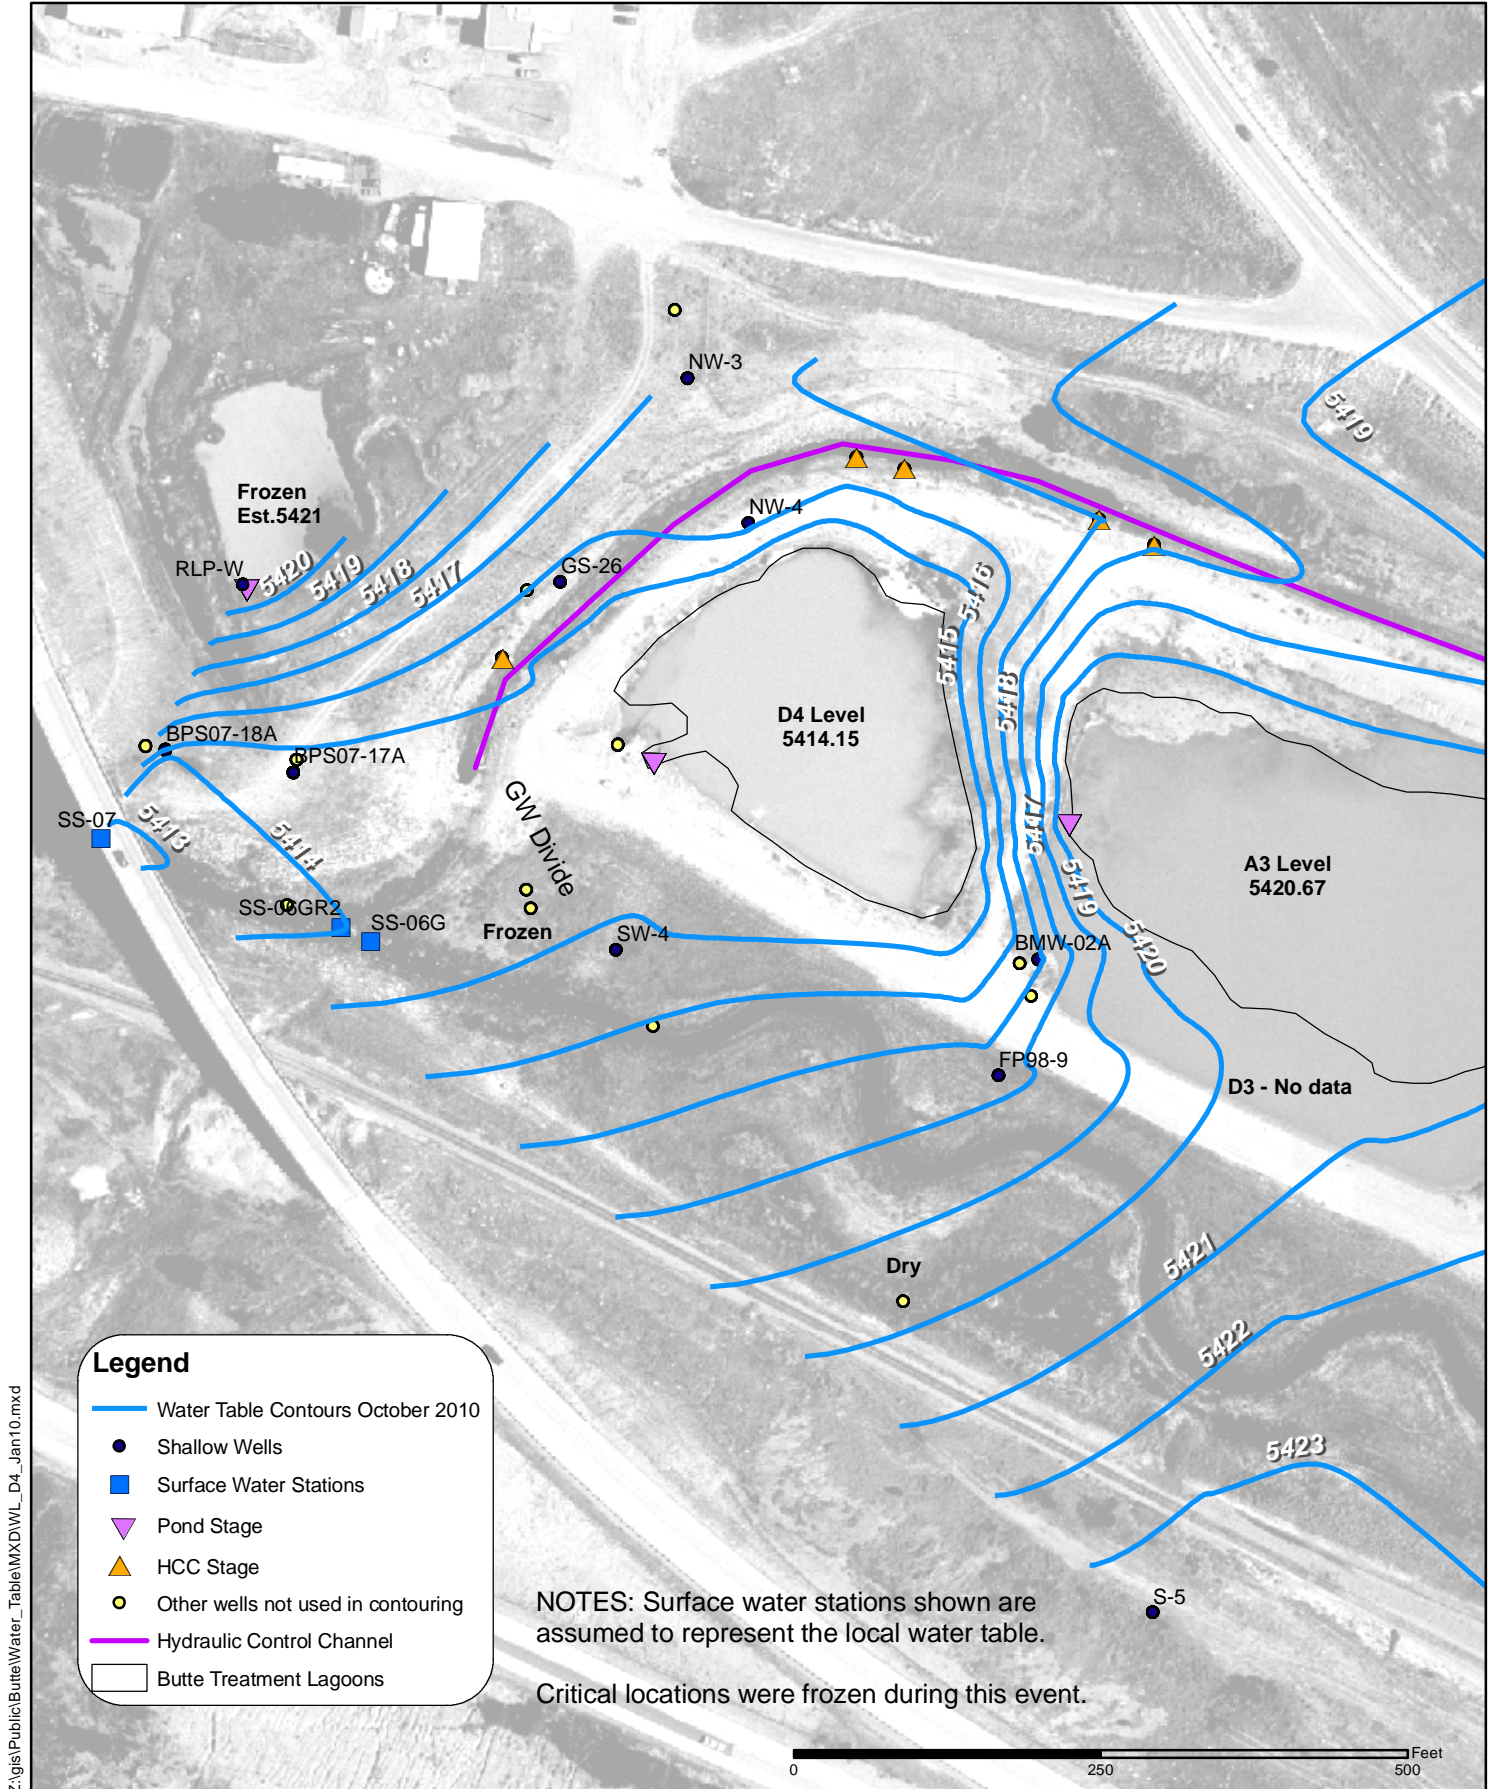 NW-3
5419
Frozen
Est.5421
NW-4
RLP-W
5420
5419
5418
5417
GS-26
5416
5415
5418
D4 Level
5414.15
BPS07-18A
BPS07-17A
GW Divide
5417
SS-07
5413
5414
A3 Level
5420.67
5419
SS-06GR2
SS-06G
Frozen
SW-4
BMW-02A
5420
FP98-9
D3 - No data
5421
Dry
5422
5423
S-5
Legend
Water Table Contours October 2010
Shallow Wells
Surface Water Stations
Pond Stage
HCC Stage
Other wells not used in contouring
Hydraulic Control Channel
Butte Treatment Lagoons
NOTES: Surface water stations shown are
assumed to represent the local water table.
Critical locations were frozen during this event.
Feet
0 250 500
Z:\gis\Public\Butte\Water_Table\MXD\WL_D4_Jan10.mxd